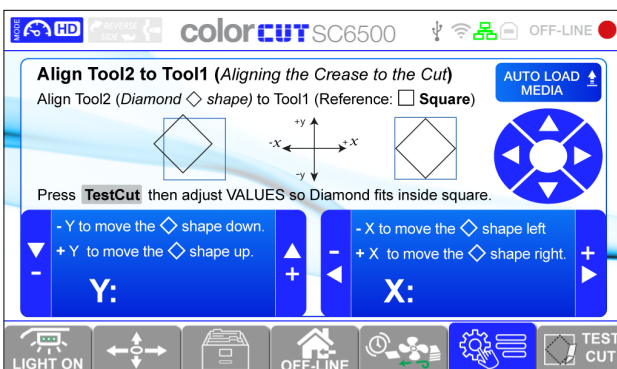 MODE
HD
REVERSE
SIDE
colorCUT SC6500
OFF-LINE
Align Tool2 to Tool1 (Aligning the Crease to the Cut)
AUTO LOAD
MEDIA
Align Tool2 (Diamond ◇ shape) to Tool1 (Reference: □ Square)
+y
-x
+x
-y
Press TestCut then adjust VALUES so Diamond fits inside square.
- Y to move the ◇ shape down.
+ Y to move the ◇ shape up.
-
+
Y:
- X to move the ◇ shape left
+ X to move the ◇ shape right.
-
+
X:
LIGHT ON
OFF-LINE
TEST
CUT